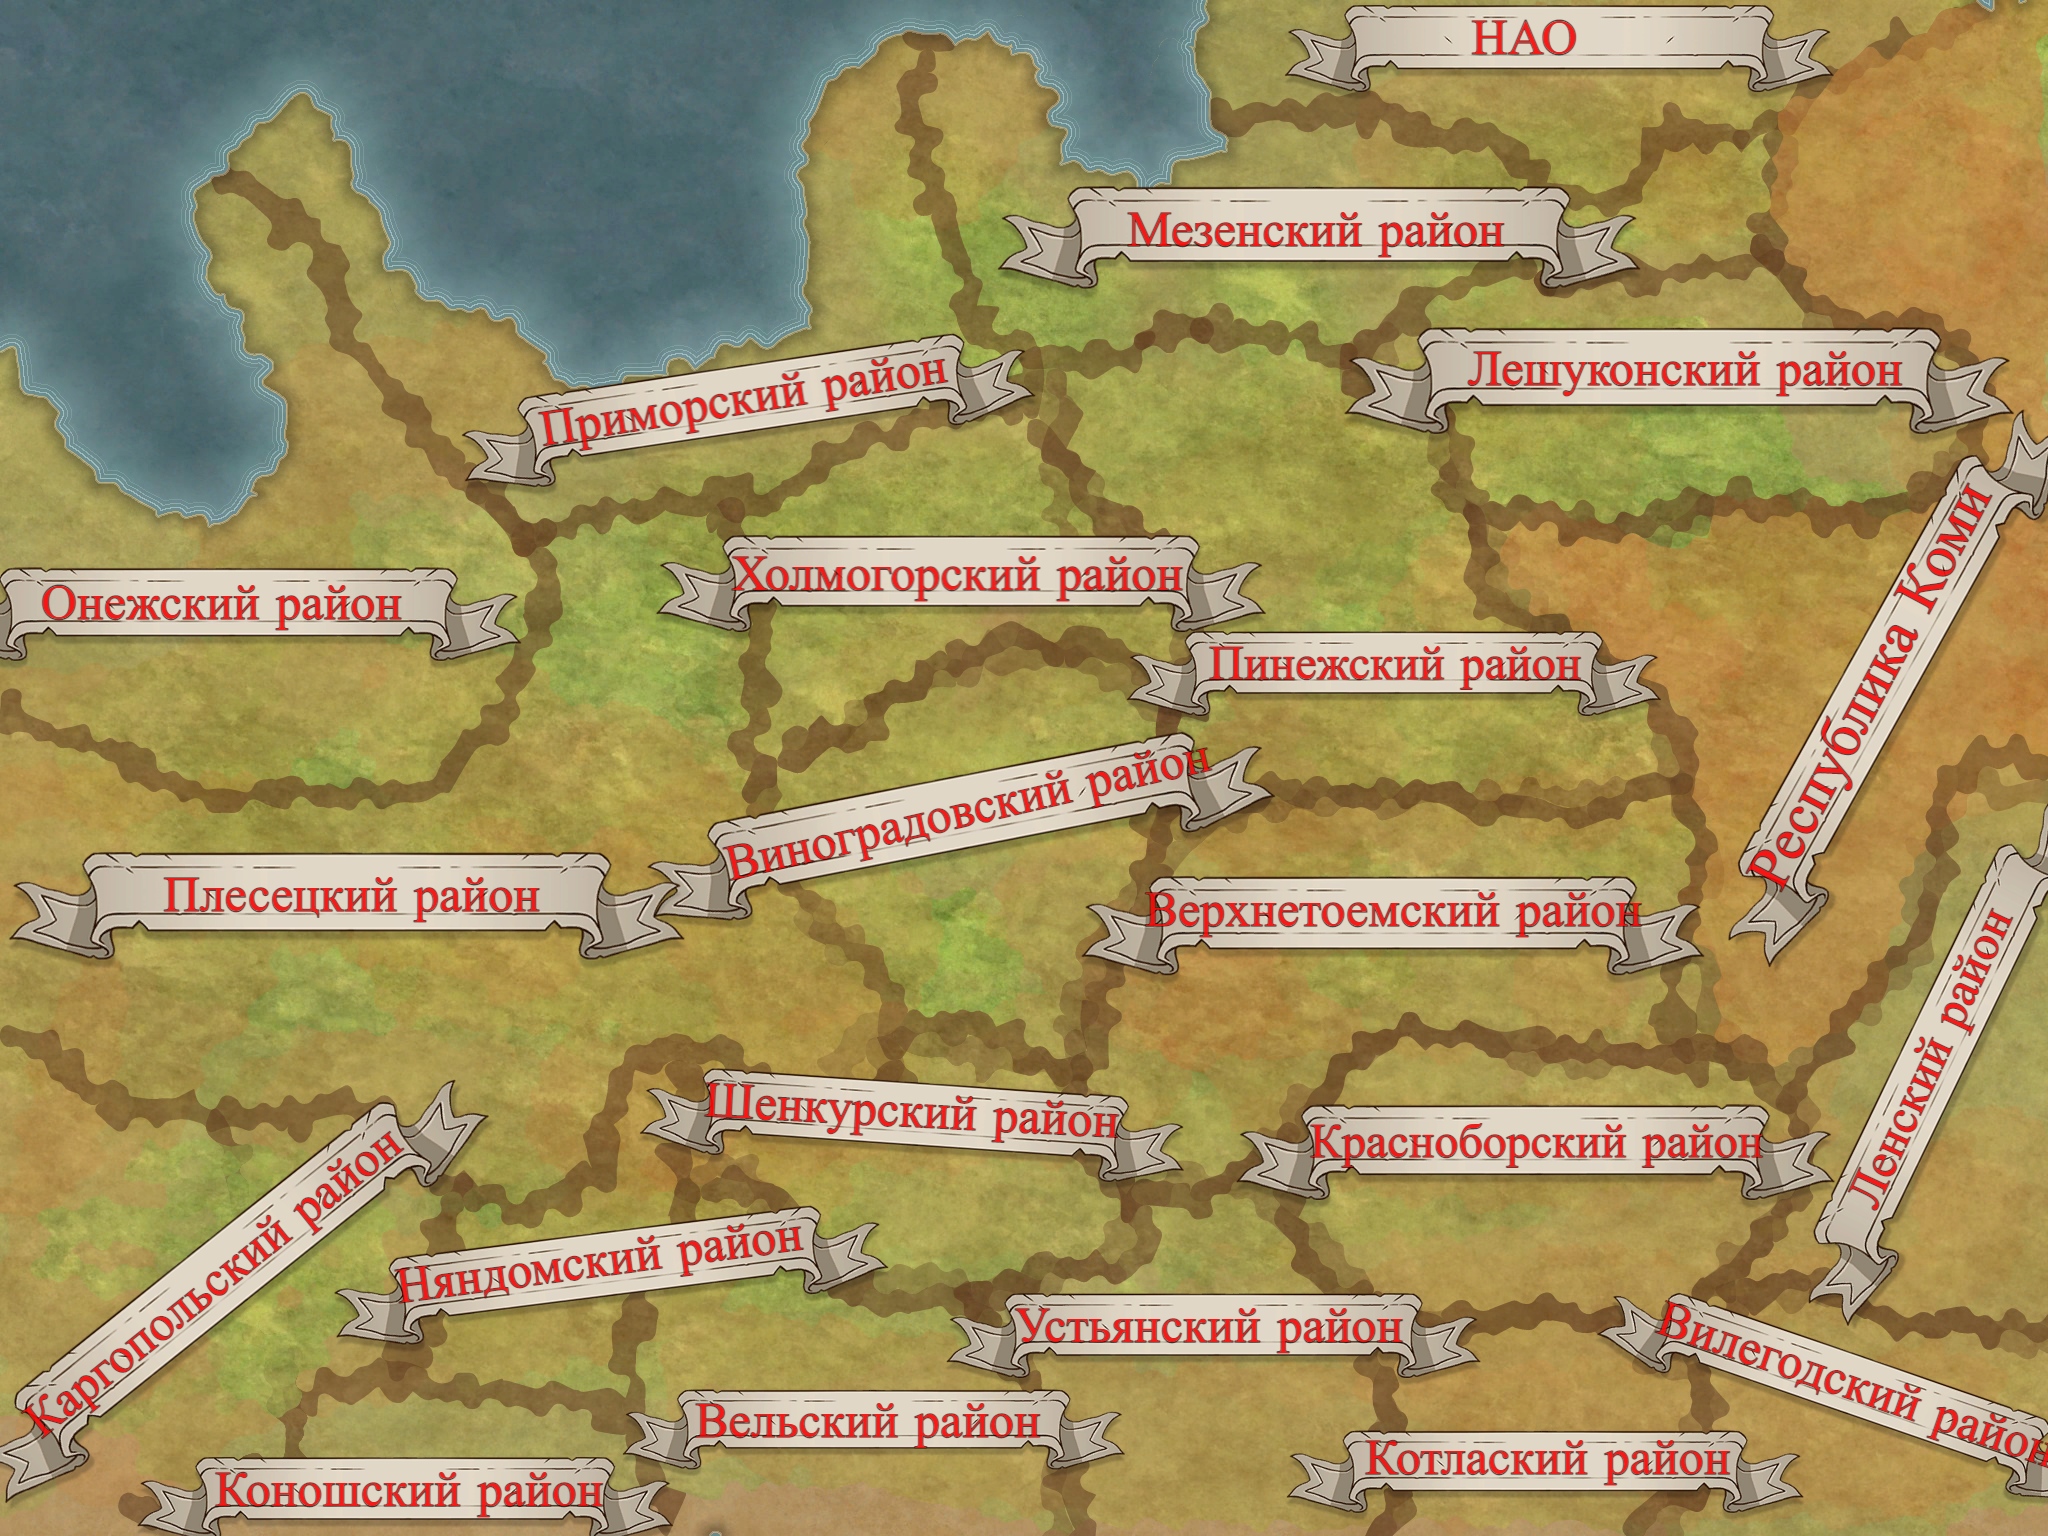 НАО
Мезенский район
Лешуконский район
Приморский район
Республика Коми
Холмогорский район
Онежский район
Пинежский район
Виноградовский район
Плесецкий район
Верхнетоемский район
Ленский район
Шенкурский район
Красноборский район
Каргопольский район
Няндомский район
Устьянский район
Вилегодский район
Вельский район
Котлаский район
Коношский район